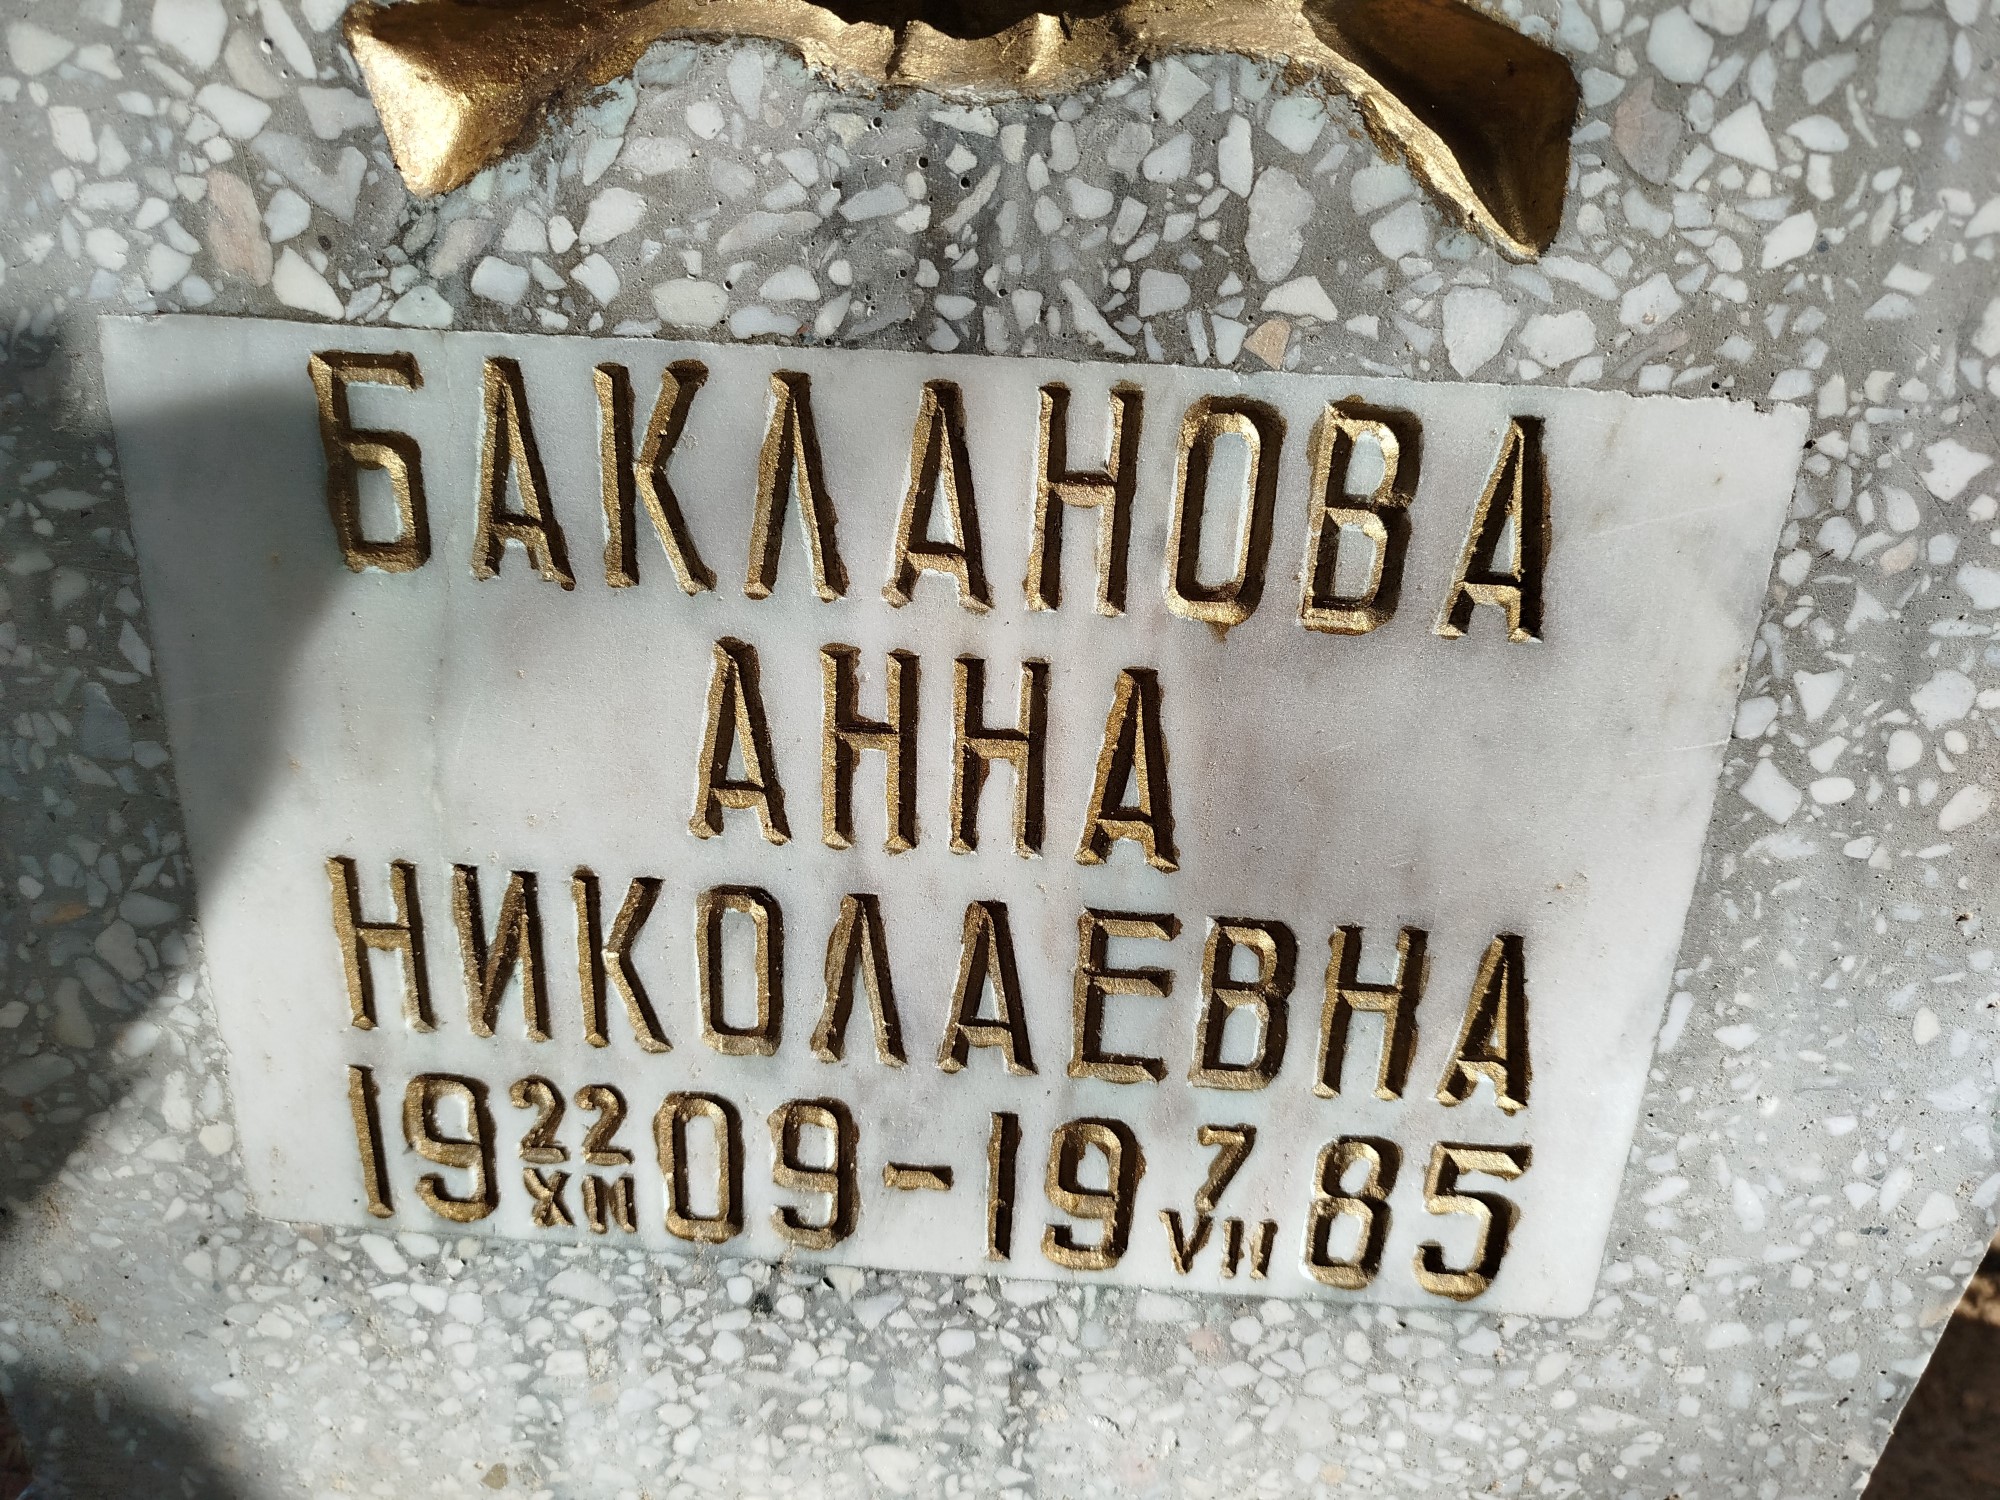 БАКЛАНОВА
АННА
НИКОЛАЕВНА
19 22/XII 09 - 19 7/VII 85